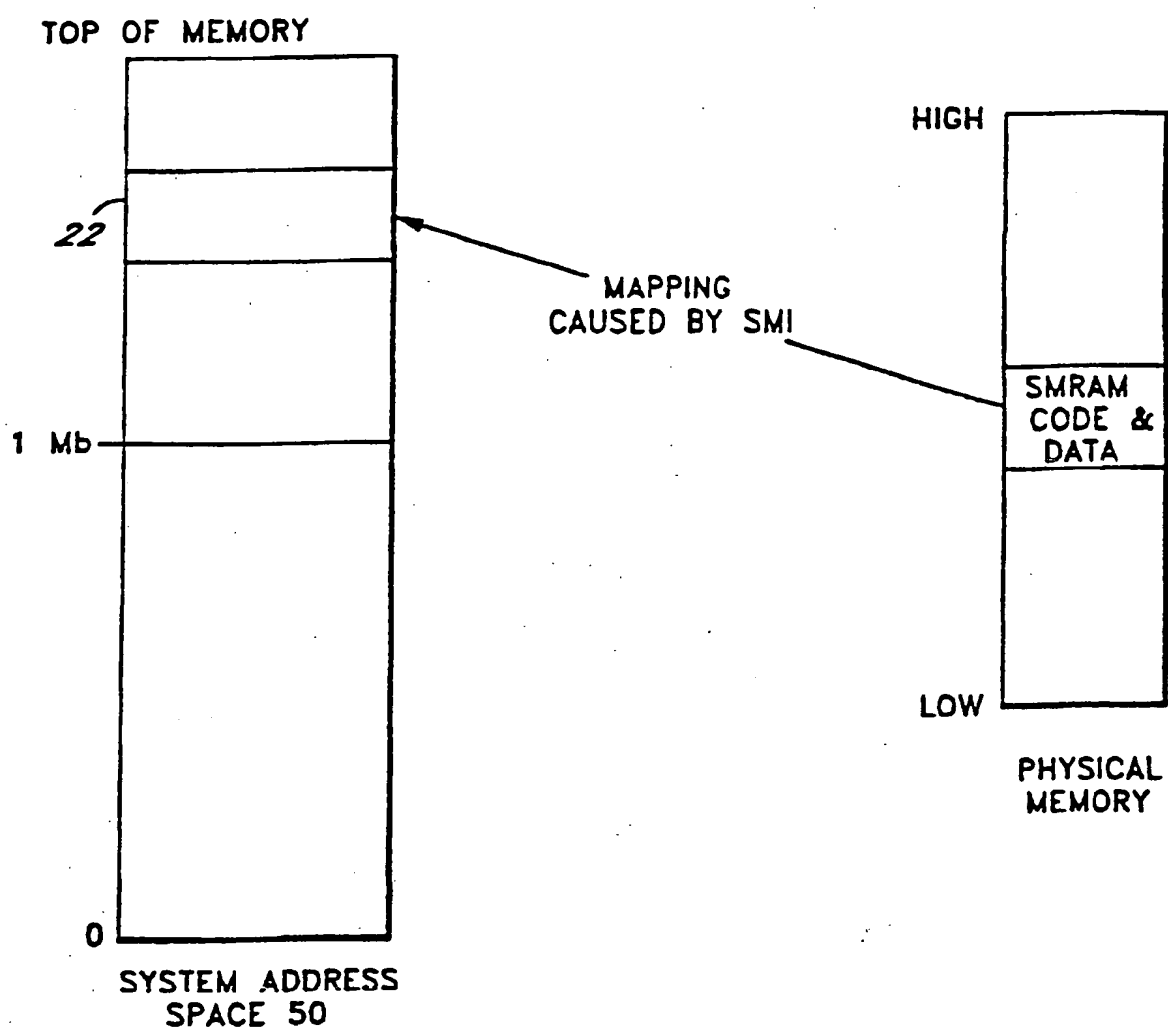 TOP OF MEMORY
HIGH
22
MAPPING
CAUSED BY SMI
SMRAM
CODE &
DATA
1 Mb
LOW
PHYSICAL
MEMORY
0
SYSTEM ADDRESS
SPACE 50